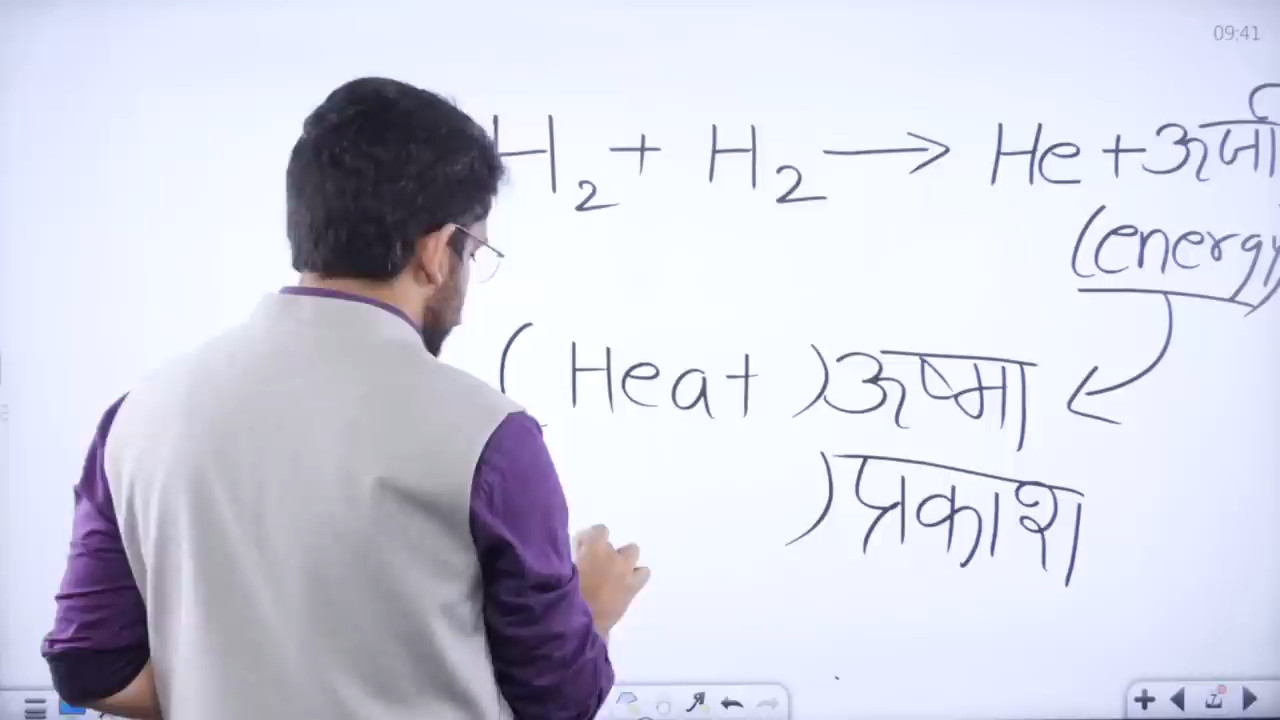 09:41
H2 + H2 → He + ऊर्जा
(energy)
(Heat) ऊष्मा
) प्रकाश